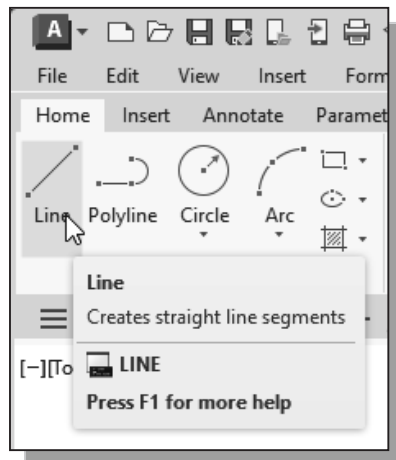 A
File Edit View Insert Form
Home Insert Annotate Paramet
Line Polyline Circle Arc
Line
Creates straight line segments
[−][To
LINE
Press F1 for more help